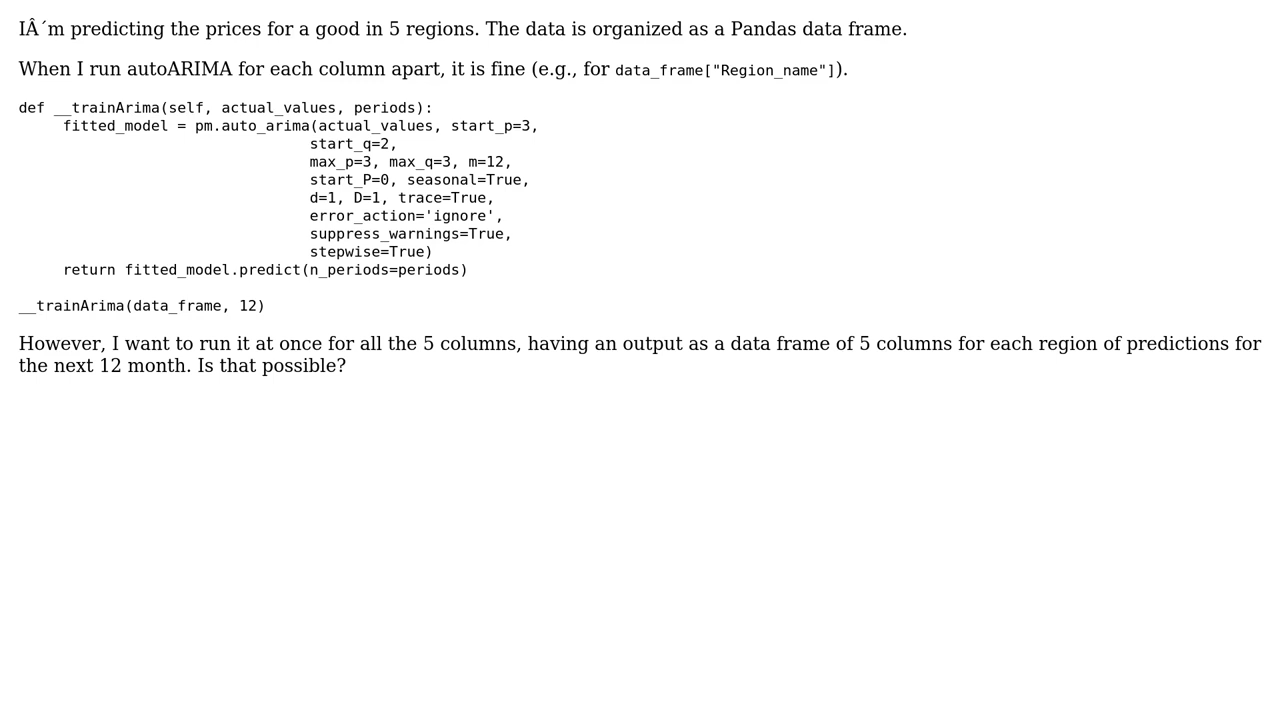 IÂ´m predicting the prices for a good in 5 regions. The data is organized as a Pandas data frame.
When I run autoARIMA for each column apart, it is fine (e.g., for data_frame["Region_name"]).
def __trainArima(self, actual_values, periods):
     fitted_model = pm.auto_arima(actual_values, start_p=3,
                                 start_q=2,
                                 max_p=3, max_q=3, m=12,
                                 start_P=0, seasonal=True,
                                 d=1, D=1, trace=True,
                                 error_action='ignore',
                                 suppress_warnings=True,
                                 stepwise=True)
     return fitted_model.predict(n_periods=periods)
__trainArima(data_frame, 12)
However, I want to run it at once for all the 5 columns, having an output as a data frame of 5 columns for each region of predictions for
the next 12 month. Is that possible?